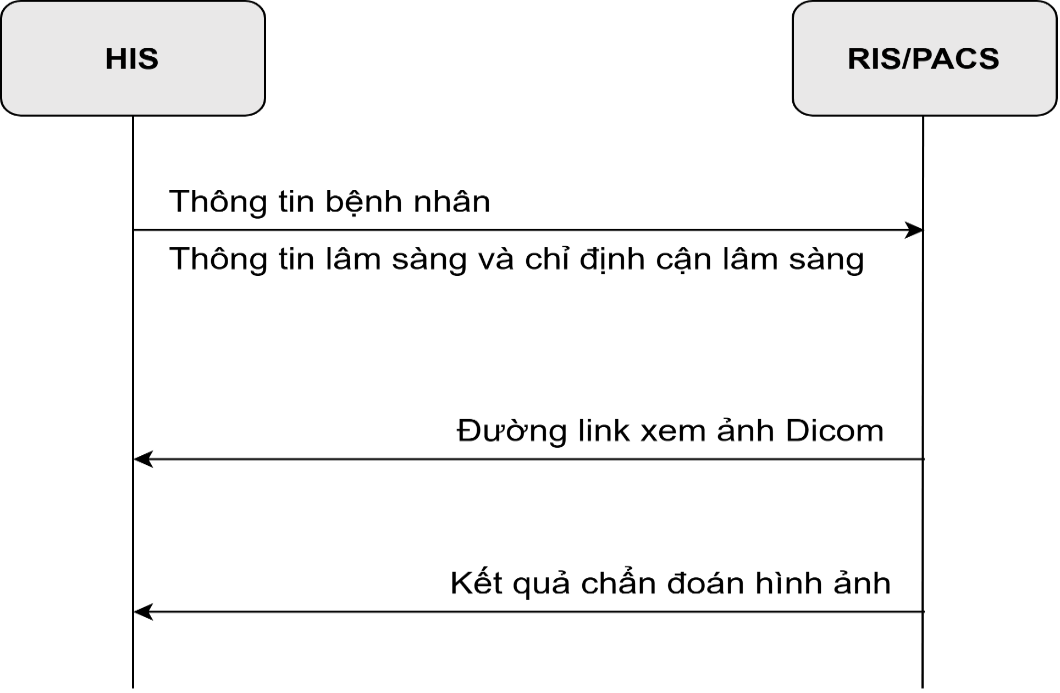 HIS
RIS/PACS
Thông tin bệnh nhân
Thông tin lâm sàng và chỉ định cận lâm sàng
Đường link xem ảnh Dicom
Kết quả chẩn đoán hình ảnh